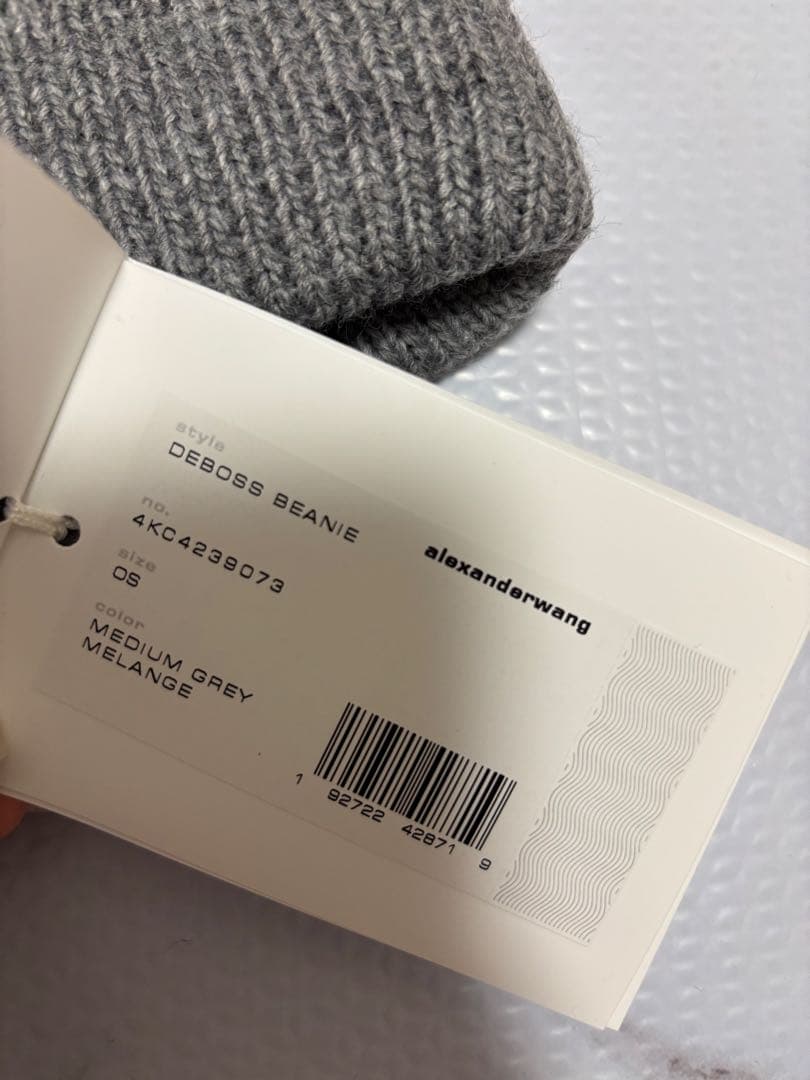 style
DEBOSS BEANIE
no.
4KC4239073
size
OS
color
MEDIUM GREY
MELANGE
alexanderwang
1 92722 42871 9